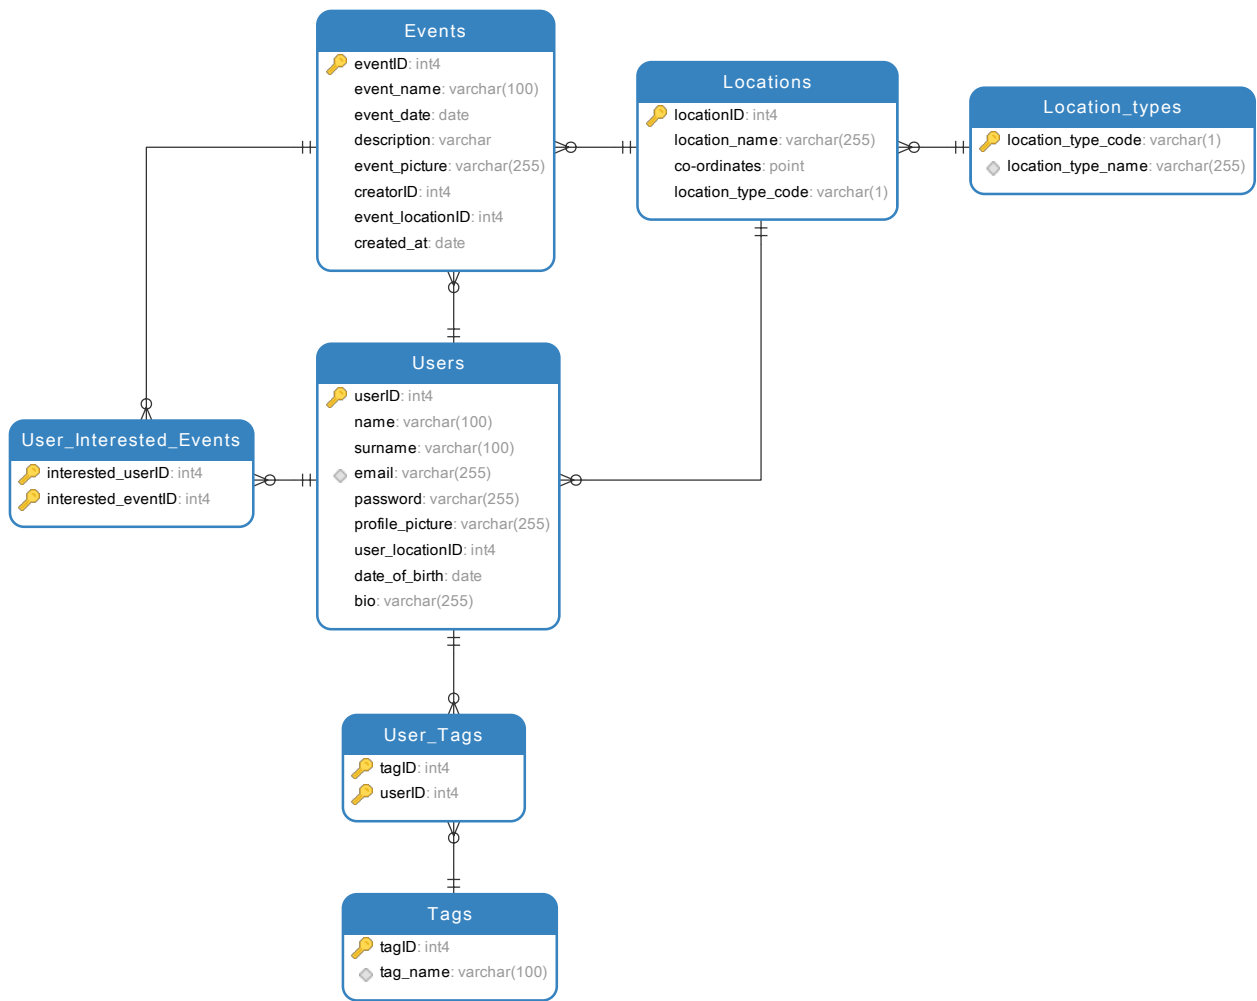 Events
eventID: int4
event_name: varchar(100)
event_date: date
description: varchar
event_picture: varchar(255)
creatorID: int4
event_locationID: int4
created_at: date
Locations
locationID: int4
location_name: varchar(255)
co-ordinates: point
location_type_code: varchar(1)
Location_types
location_type_code: varchar(1)
location_type_name: varchar(255)
Users
userID: int4
name: varchar(100)
surname: varchar(100)
email: varchar(255)
password: varchar(255)
profile_picture: varchar(255)
user_locationID: int4
date_of_birth: date
bio: varchar(255)
User_Interested_Events
interested_userID: int4
interested_eventID: int4
User_Tags
tagID: int4
userID: int4
Tags
tagID: int4
tag_name: varchar(100)